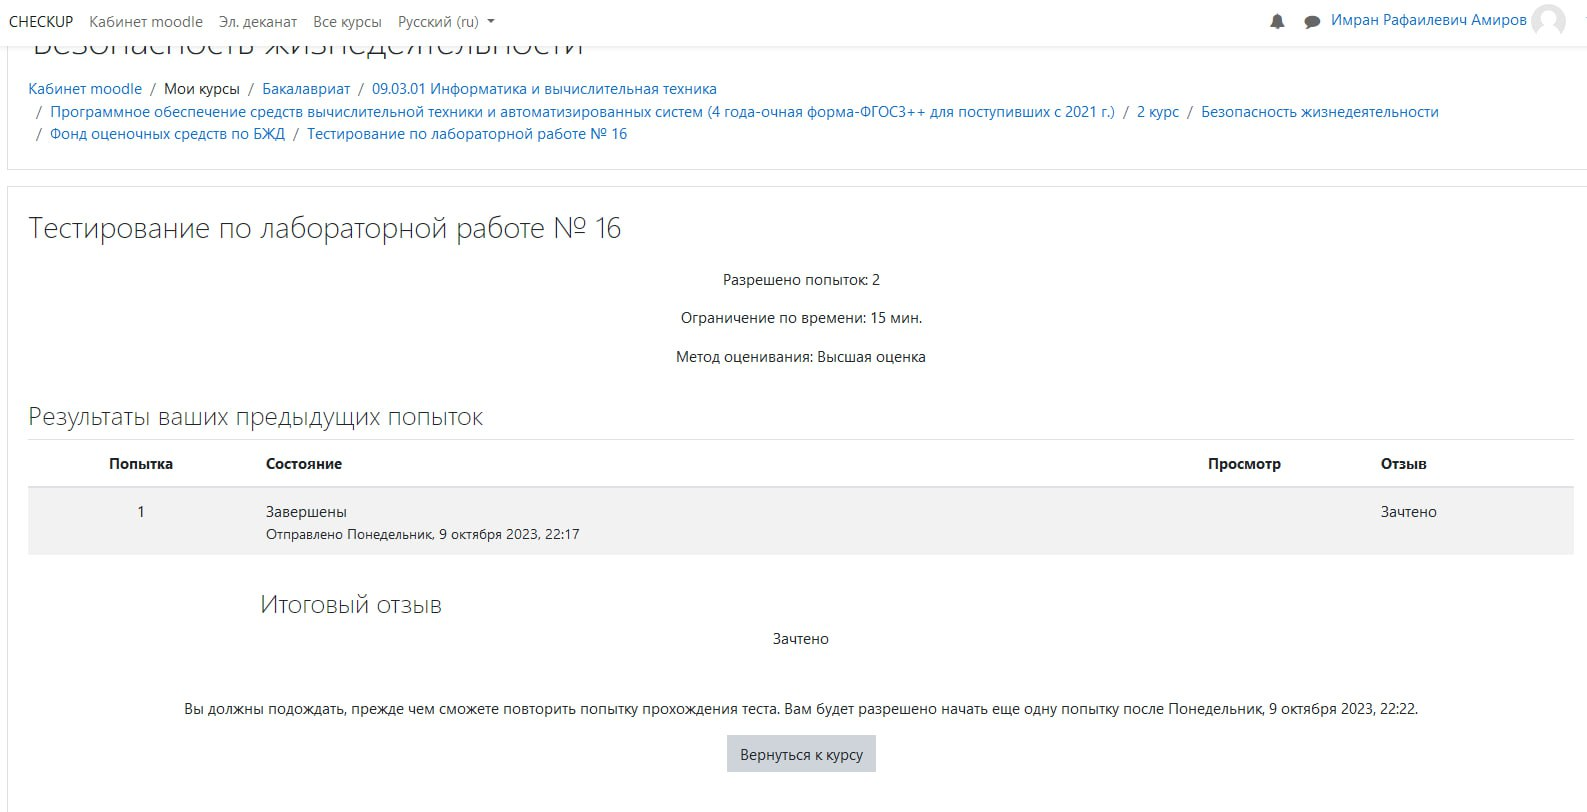 CHECKUP Кабинет moodle Эл. деканат Все курсы Русский (ru) Имран Рафаилевич Амиров
Безопасность жизнедеятельности
Кабинет moodle / Мои курсы / Бакалавриат / 09.03.01 Информатика и вычислительная техника
/ Программное обеспечение средств вычислительной техники и автоматизированных систем (4 года-очная форма-ФГОС3++ для поступивших с 2021 г.) / 2 курс / Безопасность жизнедеятельности
/ Фонд оценочных средств по БЖД / Тестирование по лабораторной работе № 16
Тестирование по лабораторной работе № 16
Разрешено попыток: 2
Ограничение по времени: 15 мин.
Метод оценивания: Высшая оценка
Результаты ваших предыдущих попыток
Попытка Состояние Просмотр Отзыв
1 Завершены Зачтено
Отправлено Понедельник, 9 октября 2023, 22:17
Итоговый отзыв
Зачтено
Вы должны подождать, прежде чем сможете повторить попытку прохождения теста. Вам будет разрешено начать еще одну попытку после Понедельник, 9 октября 2023, 22:22.
Вернуться к курсу